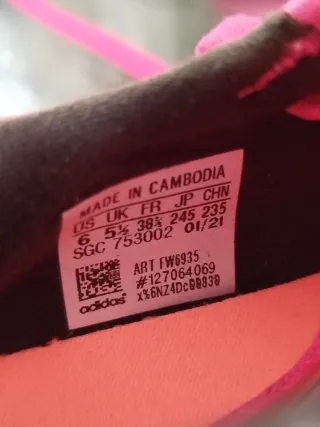 MADE IN CAMBODIA
US UK FR JP CHN
6 5½ 38⅔ 245 235
SGC 753002 01/21
ART FW6935
#127064069
x%6NZ4Dc00830
adidas